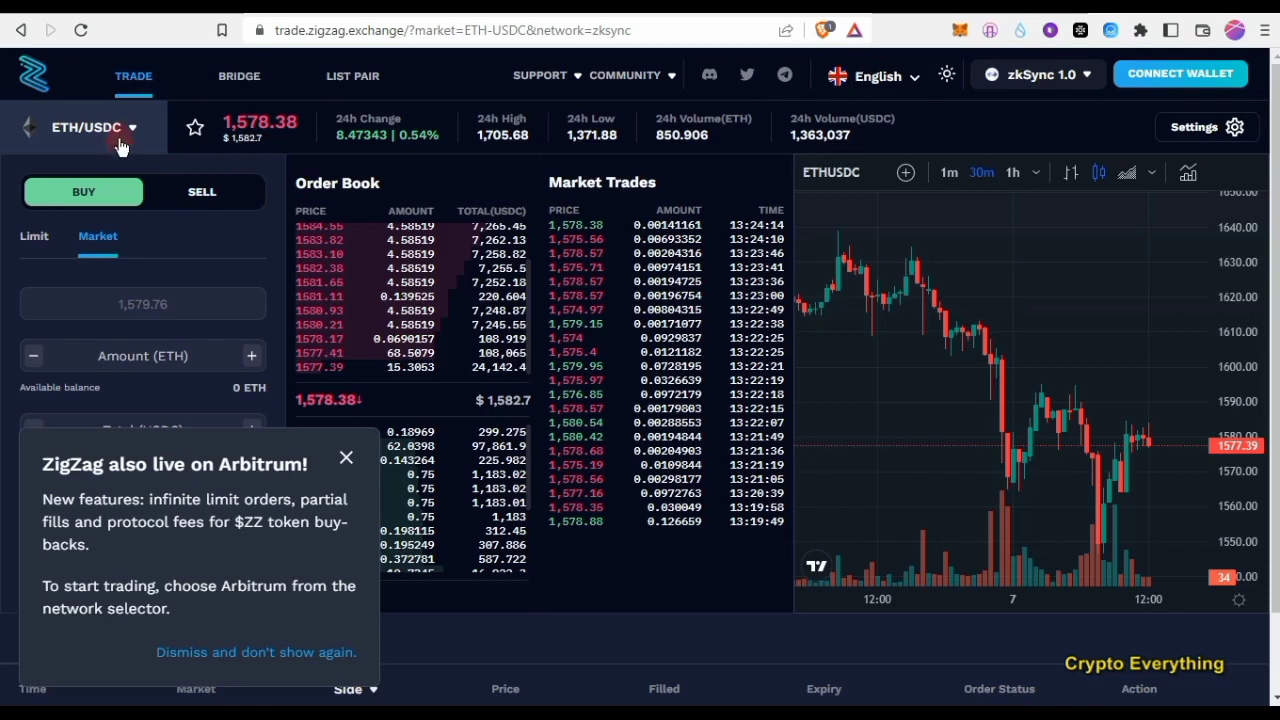 trade.zigzag.exchange/?market=ETH-USDC&network=zksync
1
TRADE
BRIDGE
LIST PAIR
SUPPORT
COMMUNITY
English
zkSync 1.0
CONNECT WALLET
ETH/USDC
1,578.38
$ 1,582.7
24h Change
8.47343 | 0.54%
24h High
1,705.68
24h Low
1,371.88
24h Volume(ETH)
850.906
24h Volume(USDC)
1,363,037
Settings
BUY
SELL
Limit
Market
1,579.76
Amount (ETH)
Available balance
0 ETH
Order Book
PRICE AMOUNT TOTAL(USDC)
1584.55 4.58519 7,265.45
1583.82 4.58519 7,262.13
1583.10 4.58519 7,258.82
1582.38 4.58519 7,255.5
1581.65 4.58519 7,252.18
1581.11 0.139525 220.604
1580.93 4.58519 7,248.87
1580.21 4.58519 7,245.55
1578.17 0.0690157 108.919
1577.41 68.5079 108,065
1577.39 15.3053 24,142.4
1,578.38↓ $ 1,582.7
0.18969 299.275
62.0398 97,861.9
0.143264 225.982
0.75 1,183.02
0.75 1,183.02
0.75 1,183.01
0.75 1,183
0.198115 312.45
0.195249 307.886
0.372781 587.722
Market Trades
PRICE AMOUNT TIME
1,578.38 0.00141161 13:24:14
1,575.56 0.00693352 13:24:10
1,578.57 0.00204316 13:23:46
1,575.71 0.00974151 13:23:41
1,578.57 0.00194725 13:23:36
1,578.57 0.00196754 13:23:00
1,574.97 0.00804315 13:22:49
1,579.15 0.00171077 13:22:38
1,574 0.0929837 13:22:25
1,575.4 0.0121182 13:22:25
1,579.95 0.0728195 13:22:21
1,575.97 0.0326639 13:22:19
1,576.85 0.0972179 13:22:18
1,578.57 0.00179803 13:22:15
1,580.54 0.00288553 13:22:07
1,580.42 0.00194844 13:21:49
1,578.68 0.00204903 13:21:36
1,575.19 0.0109844 13:21:19
1,578.56 0.00298177 13:21:05
1,577.16 0.0972763 13:20:39
1,578.35 0.030049 13:19:58
1,578.88 0.126659 13:19:49
ETHUSDC
1m
30m
1h
1640.00
1630.00
1620.00
1610.00
1600.00
1590.00
1577.39
1570.00
1560.00
1550.00
34
12:00
7
12:00
ZigZag also live on Arbitrum!
New features: infinite limit orders, partial
fills and protocol fees for $ZZ token buy-
backs.
To start trading, choose Arbitrum from the
network selector.
Dismiss and don't show again.
Crypto Everything
Time
Market
Side
Price
Filled
Expiry
Order Status
Action